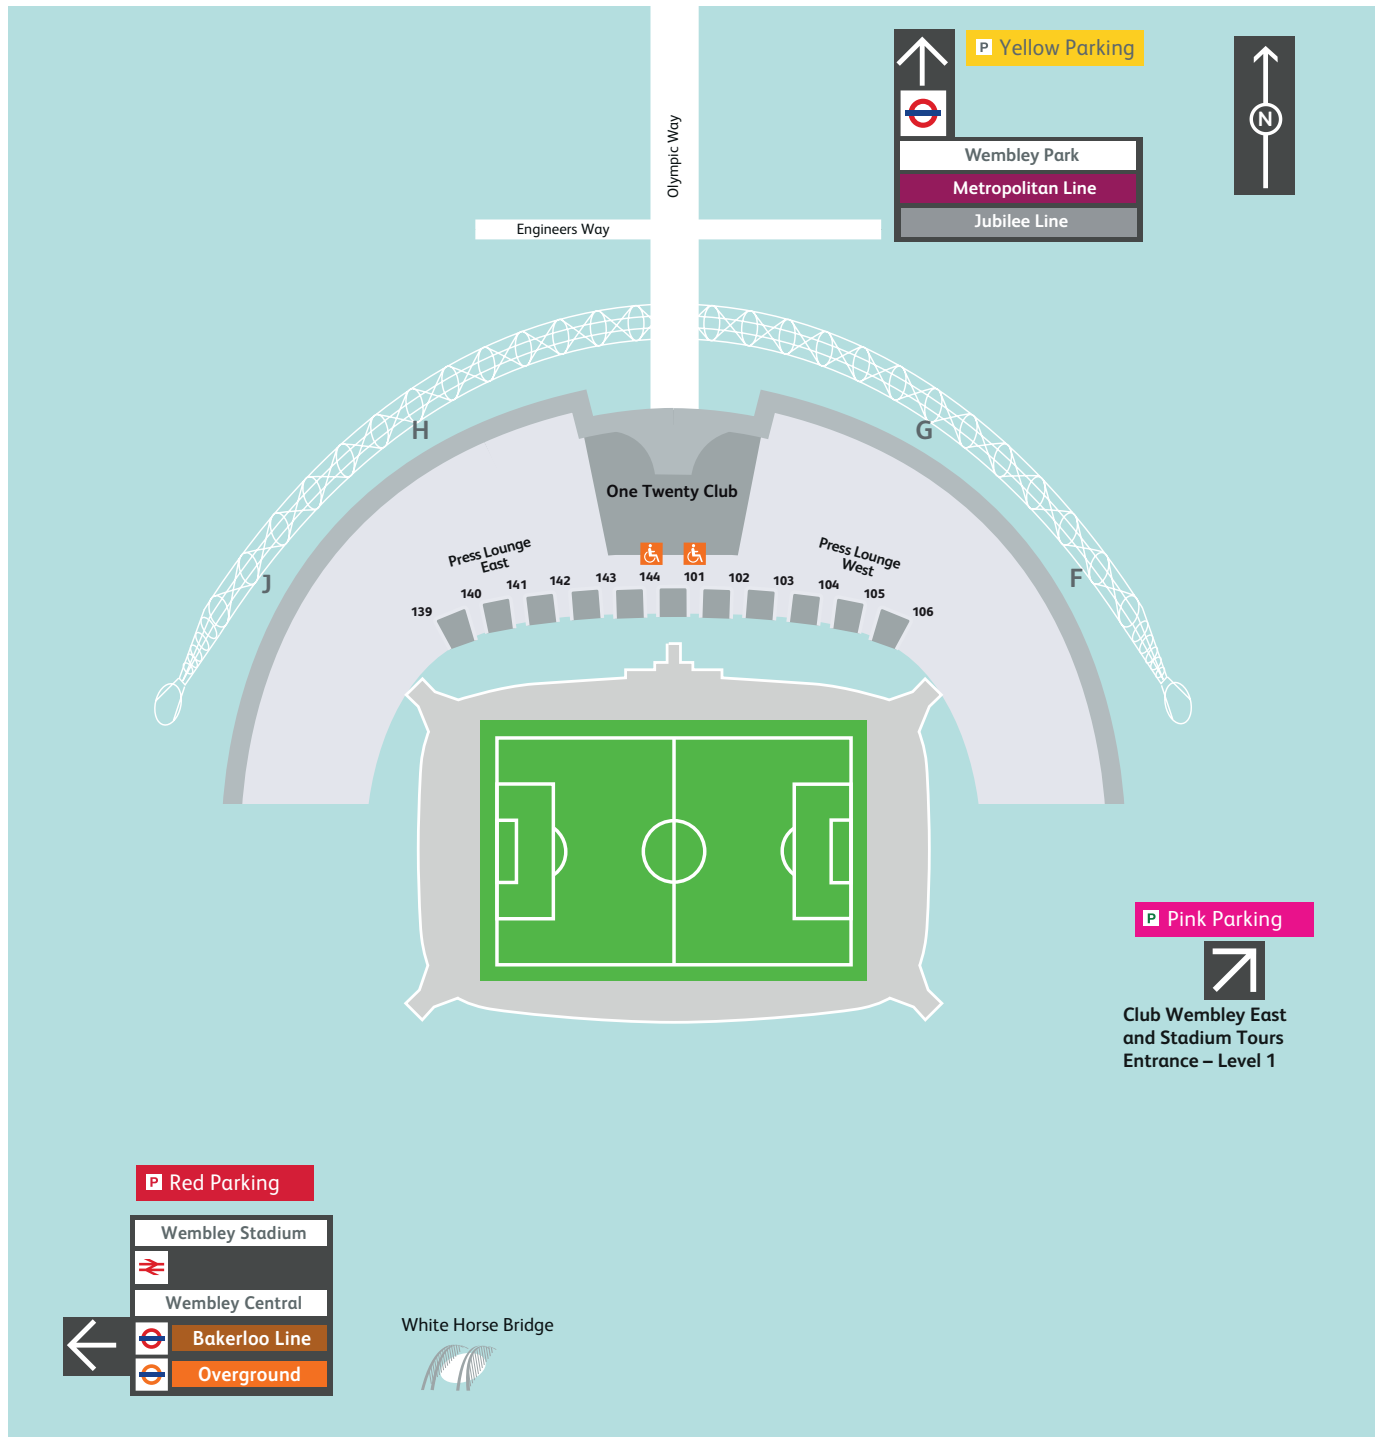 P Yellow Parking
N
Wembley Park
Metropolitan Line
Jubilee Line
Olympic Way
Engineers Way
H
G
J
F
One Twenty Club
Press Lounge
East
Press Lounge
West
139
140
141
142
143
144
101
102
103
104
105
106
P Pink Parking
Club Wembley East
and Stadium Tours
Entrance – Level 1
P Red Parking
Wembley Stadium
Wembley Central
Bakerloo Line
Overground
White Horse Bridge